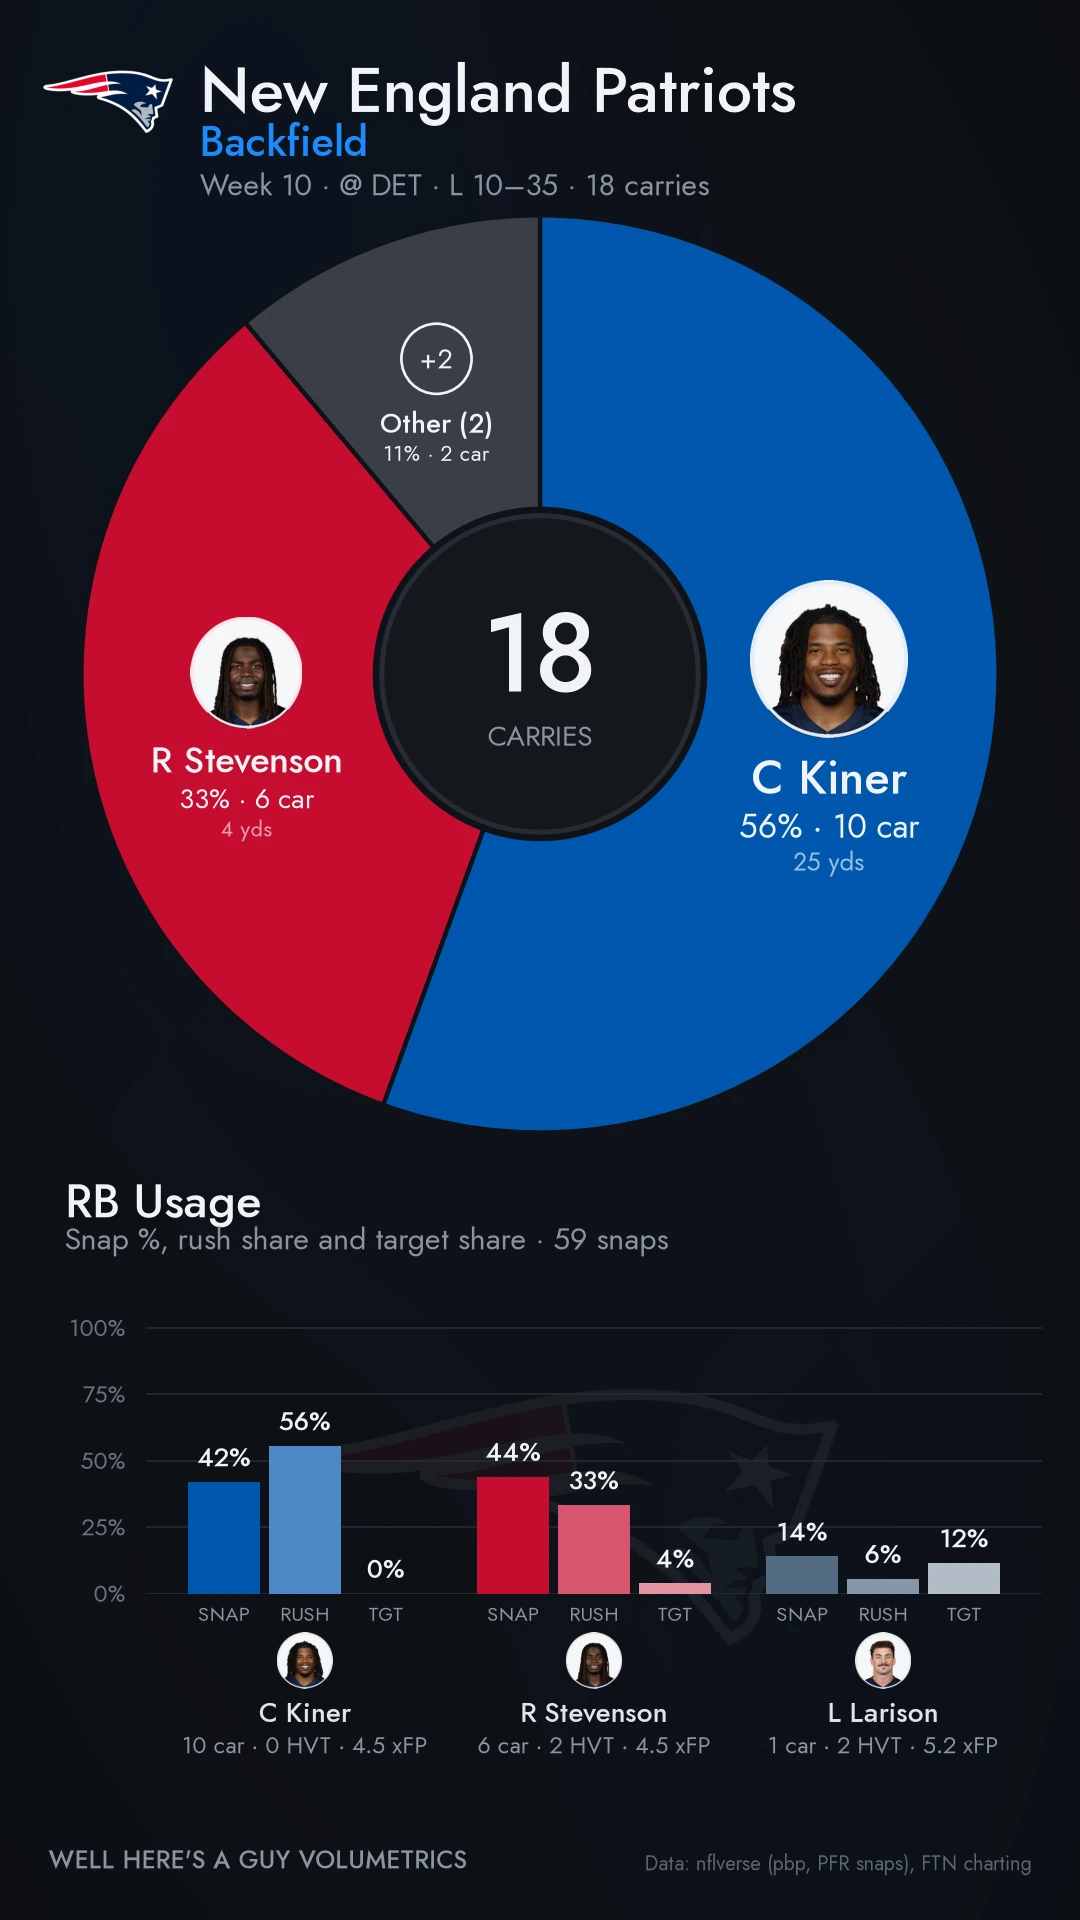 New England Patriots
Backfield
Week 10 · @ DET · L 10–35 · 18 carries
+2
Other (2)
11% · 2 car
18
CARRIES
R Stevenson
33% · 6 car
4 yds
C Kiner
56% · 10 car
25 yds
RB Usage
Snap %, rush share and target share · 59 snaps
100%
75%
50%
25%
0%
42%
56%
0%
44%
33%
4%
14%
6%
12%
SNAP RUSH TGT SNAP RUSH TGT SNAP RUSH TGT
C Kiner
10 car · 0 HVT · 4.5 xFP
R Stevenson
6 car · 2 HVT · 4.5 xFP
L Larison
1 car · 2 HVT · 5.2 xFP
WELL HERE'S A GUY VOLUMETRICS
Data: nflverse (pbp, PFR snaps), FTN charting